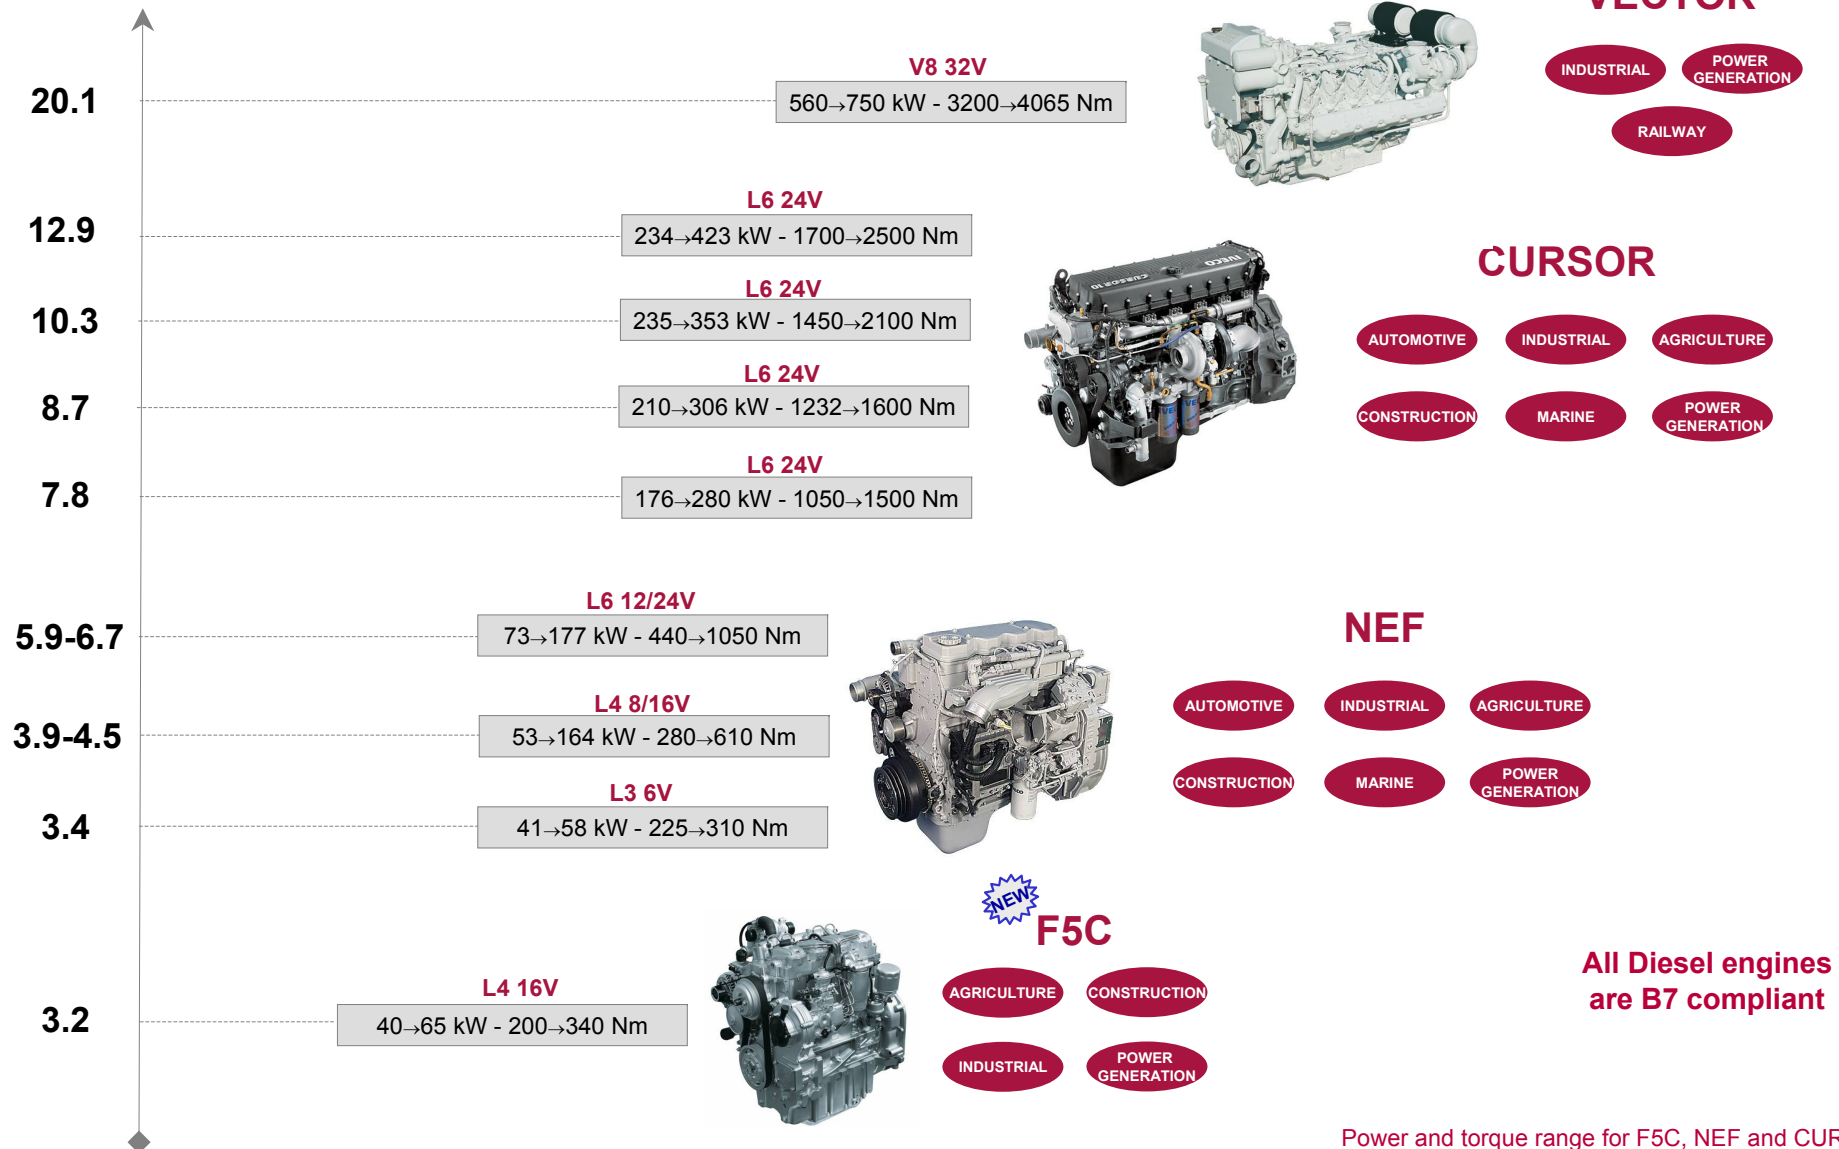 VECTOR
INDUSTRIAL
POWER
GENERATION
RAILWAY
20.1
V8 32V
560→750 kW - 3200→4065 Nm
12.9
L6 24V
234→423 kW - 1700→2500 Nm
CURSOR
IVECO
CURSOR 10
10.3
L6 24V
235→353 kW - 1450→2100 Nm
AUTOMOTIVE
INDUSTRIAL
AGRICULTURE
8.7
L6 24V
210→306 kW - 1232→1600 Nm
CONSTRUCTION
MARINE
POWER
GENERATION
7.8
L6 24V
176→280 kW - 1050→1500 Nm
5.9-6.7
L6 12/24V
73→177 kW - 440→1050 Nm
NEF
AUTOMOTIVE
INDUSTRIAL
AGRICULTURE
3.9-4.5
L4 8/16V
53→164 kW - 280→610 Nm
CONSTRUCTION
MARINE
POWER
GENERATION
3.4
L3 6V
41→58 kW - 225→310 Nm
NEW
F5C
AGRICULTURE
CONSTRUCTION
3.2
L4 16V
40→65 kW - 200→340 Nm
INDUSTRIAL
POWER
GENERATION
All Diesel engines
are B7 compliant
Power and torque range for F5C, NEF and CUR